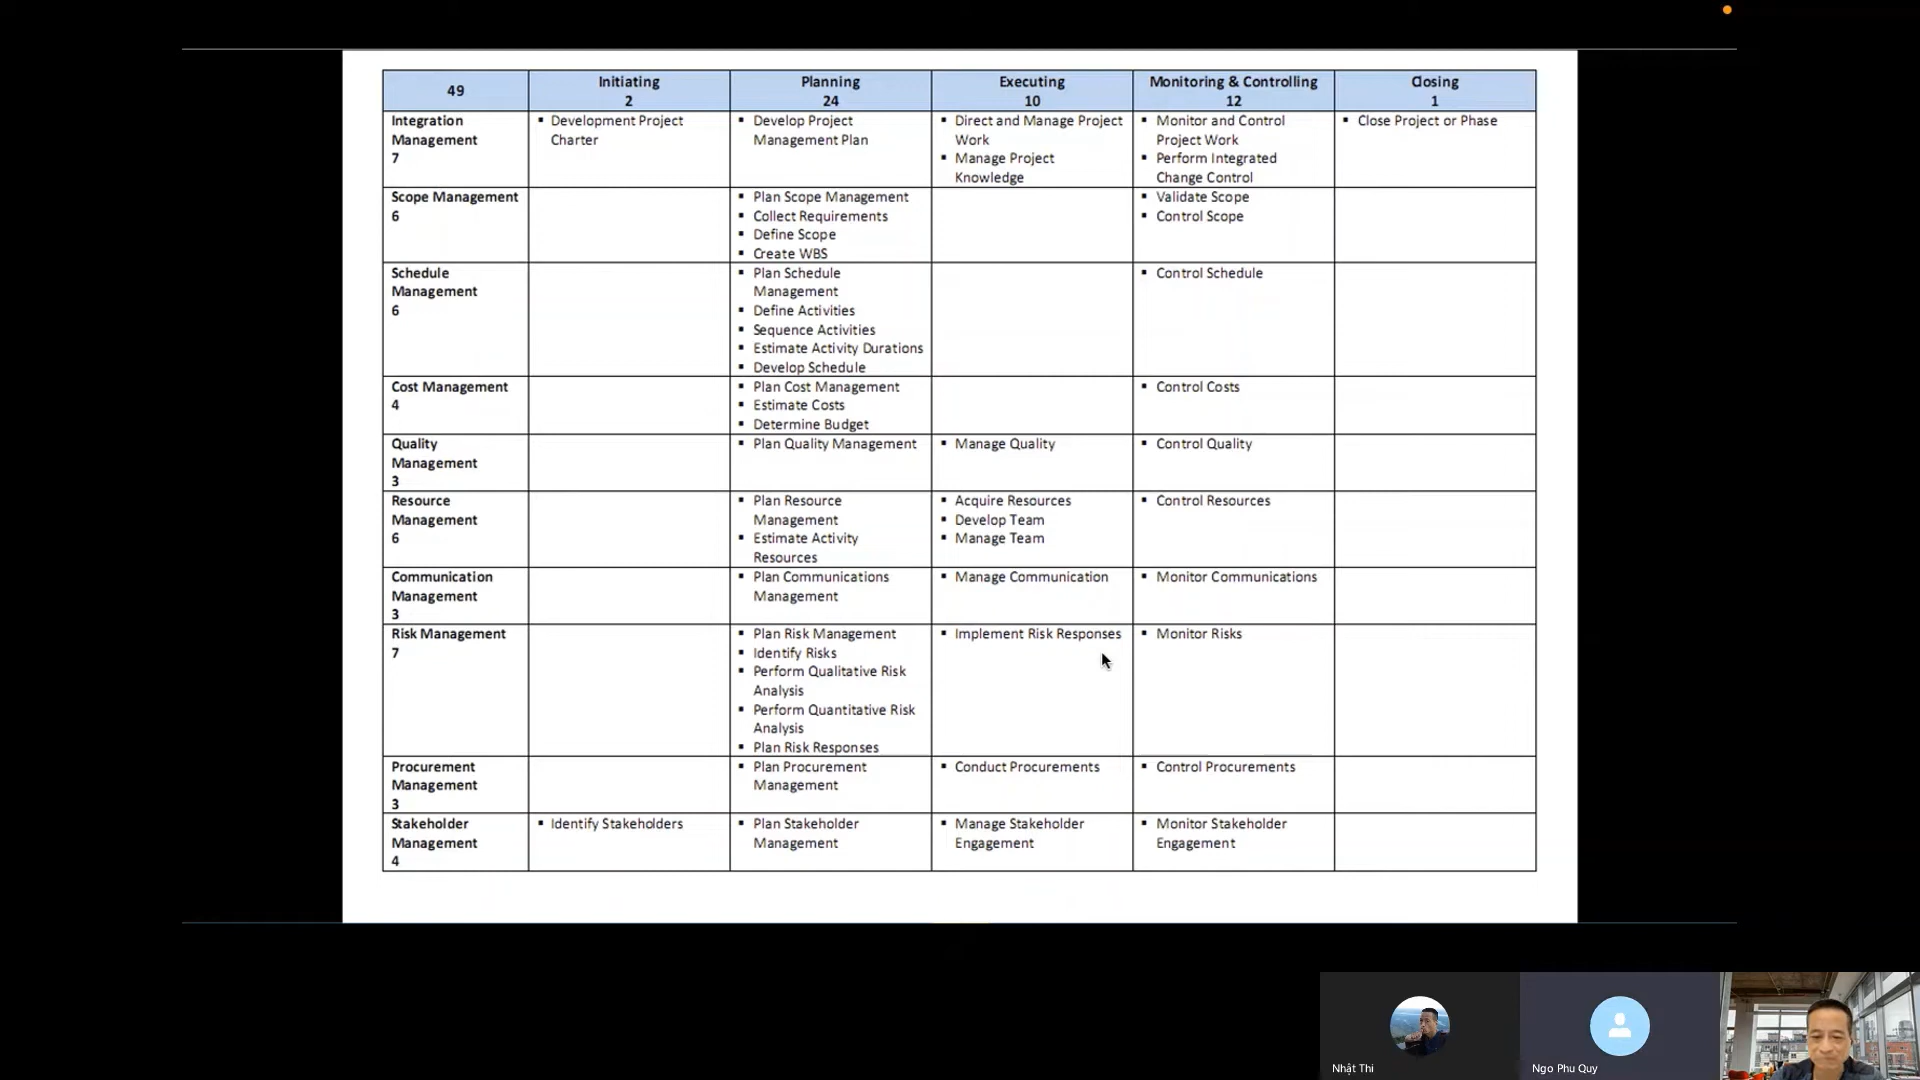 49
Initiating
2
Planning
24
Executing
10
Monitoring & Controlling
12
Closing
1
Integration
Management
7
▪ Development Project
Charter
▪ Develop Project
Management Plan
▪ Direct and Manage Project
Work
▪ Manage Project
Knowledge
▪ Monitor and Control
Project Work
▪ Perform Integrated
Change Control
▪ Close Project or Phase
Scope Management
6
▪ Plan Scope Management
▪ Collect Requirements
▪ Define Scope
▪ Create WBS
▪ Validate Scope
▪ Control Scope
Schedule
Management
6
▪ Plan Schedule
Management
▪ Define Activities
▪ Sequence Activities
▪ Estimate Activity Durations
▪ Develop Schedule
▪ Control Schedule
Cost Management
4
▪ Plan Cost Management
▪ Estimate Costs
▪ Determine Budget
▪ Control Costs
Quality
Management
3
▪ Plan Quality Management
▪ Manage Quality
▪ Control Quality
Resource
Management
6
▪ Plan Resource
Management
▪ Estimate Activity
Resources
▪ Acquire Resources
▪ Develop Team
▪ Manage Team
▪ Control Resources
Communication
Management
3
▪ Plan Communications
Management
▪ Manage Communication
▪ Monitor Communications
Risk Management
7
▪ Plan Risk Management
▪ Identify Risks
▪ Perform Qualitative Risk
Analysis
▪ Perform Quantitative Risk
Analysis
▪ Plan Risk Responses
▪ Implement Risk Responses
▪ Monitor Risks
Procurement
Management
3
▪ Plan Procurement
Management
▪ Conduct Procurements
▪ Control Procurements
Stakeholder
Management
4
▪ Identify Stakeholders
▪ Plan Stakeholder
Management
▪ Manage Stakeholder
Engagement
▪ Monitor Stakeholder
Engagement
Nhật Thi
Ngo Phu Quy